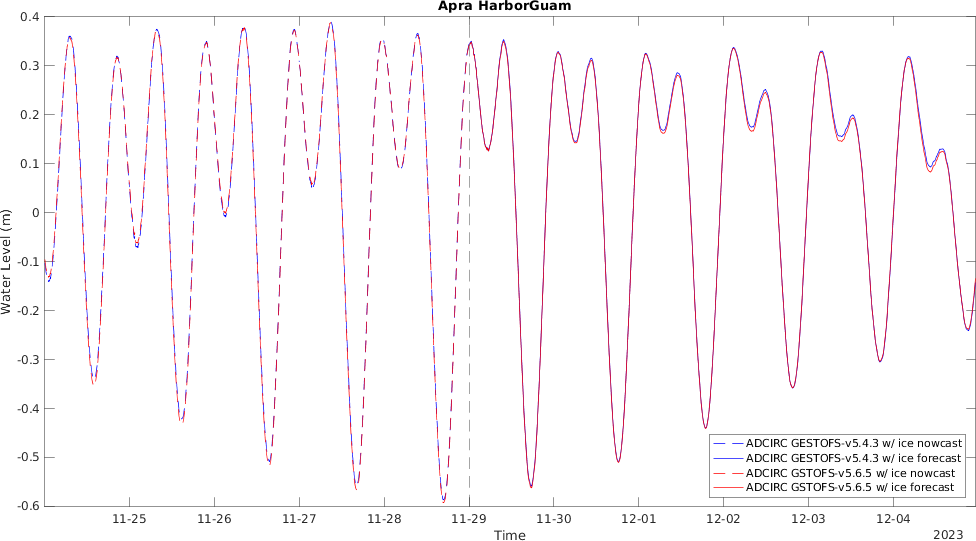 Apra HarborGuam
0.4
0.3
0.2
0.1
0
-0.1
-0.2
-0.3
-0.4
-0.5
-0.6
Water Level (m)
ADCIRC GESTOFS-v5.4.3 w/ ice nowcast
ADCIRC GESTOFS-v5.4.3 w/ ice forecast
ADCIRC GSTOFS-v5.6.5 w/ ice nowcast
ADCIRC GSTOFS-v5.6.5 w/ ice forecast
11-25 11-26 11-27 11-28 11-29 11-30 12-01 12-02 12-03 12-04
Time
2023